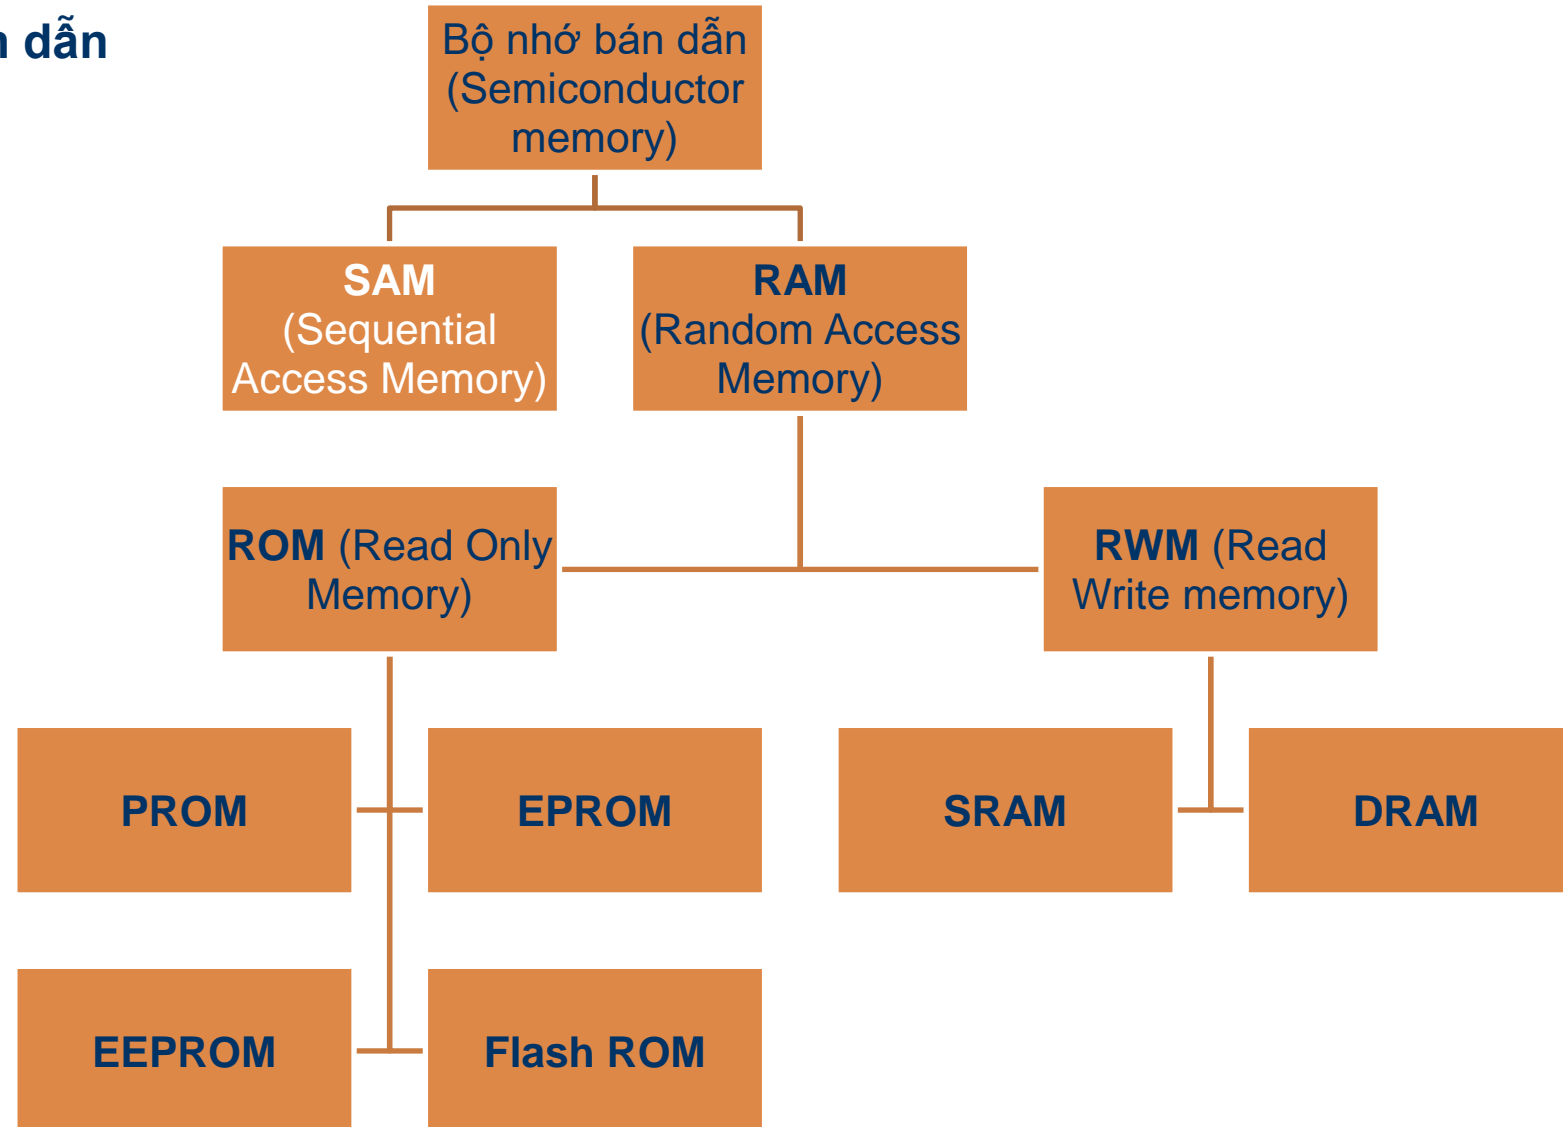 dẫn
Bộ nhớ bán dẫn
(Semiconductor
memory)
SAM
(Sequential
Access Memory)
RAM
(Random Access
Memory)
ROM (Read Only
Memory)
RWM (Read
Write memory)
PROM
EPROM
SRAM
DRAM
EEPROM
Flash ROM